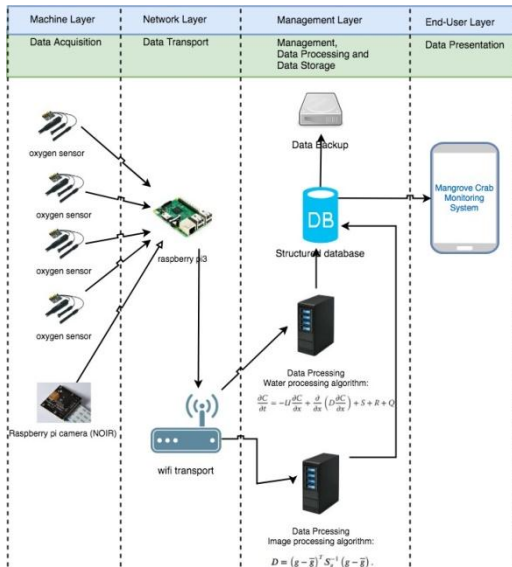 Machine Layer
Network Layer
Management Layer
End-User Layer
Data Acquisition
Data Transport
Management,
Data Processing and
Data Storage
Data Presentation
oxygen sensor
oxygen sensor
oxygen sensor
oxygen sensor
Raspberry pi camera (NOIR)
raspberry pi3
wifi transport
Data Backup
DB
Structured database
Data Prcessing
Water processing algorithm:
∂C/∂t = −U ∂C/∂x + ∂/∂x (D ∂C/∂x) + S + R + Q
Data Prcessing
Image processing algorithm:
Mangrove Crab
Monitoring
System